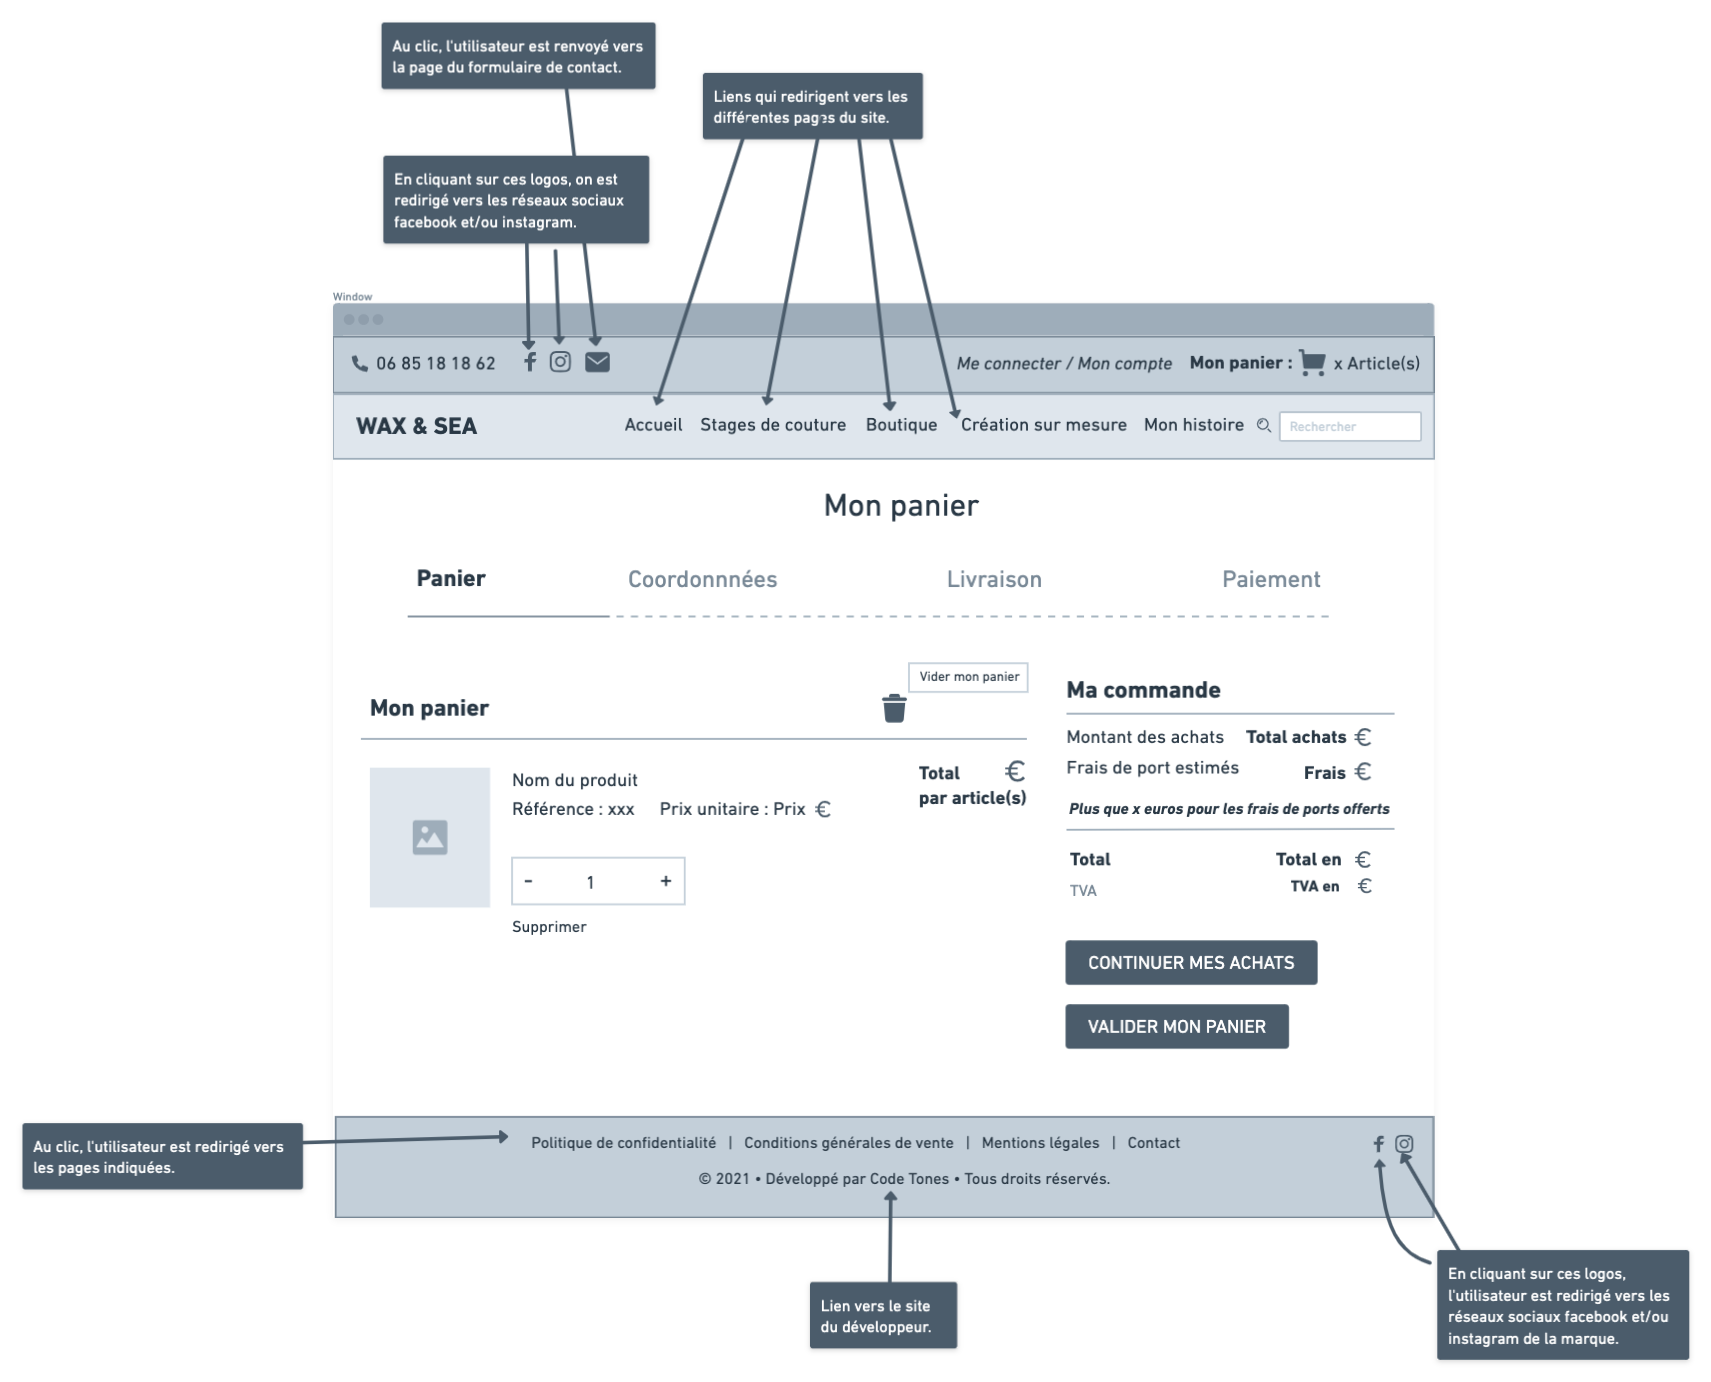 Au clic, l'utilisateur est renvoyé vers
la page du formulaire de contact.
Liens qui redirigent vers les
différentes pages du site.
En cliquant sur ces logos, on est
redirigé vers les réseaux sociaux
facebook et/ou instagram.
Window
06 85 18 18 62
Me connecter / Mon compte
Mon panier :
x Article(s)
WAX & SEA
Accueil
Stages de couture
Boutique
Création sur mesure
Mon histoire
Rechercher
Mon panier
Panier
Coordonnnées
Livraison
Paiement
Vider mon panier
Mon panier
Nom du produit
Référence : xxx
Prix unitaire : Prix €
Total €
par article(s)
- 1 +
Supprimer
Ma commande
Montant des achats Total achats €
Frais de port estimés Frais €
Plus que x euros pour les frais de ports offerts
Total Total en €
TVA TVA en €
CONTINUER MES ACHATS
VALIDER MON PANIER
Au clic, l'utilisateur est redirigé vers
les pages indiquées.
Politique de confidentialité | Conditions générales de vente | Mentions légales | Contact
© 2021 • Développé par Code Tones • Tous droits réservés.
Lien vers le site
du développeur.
En cliquant sur ces logos,
l'utilisateur est redirigé vers les
réseaux sociaux facebook et/ou
instagram de la marque.